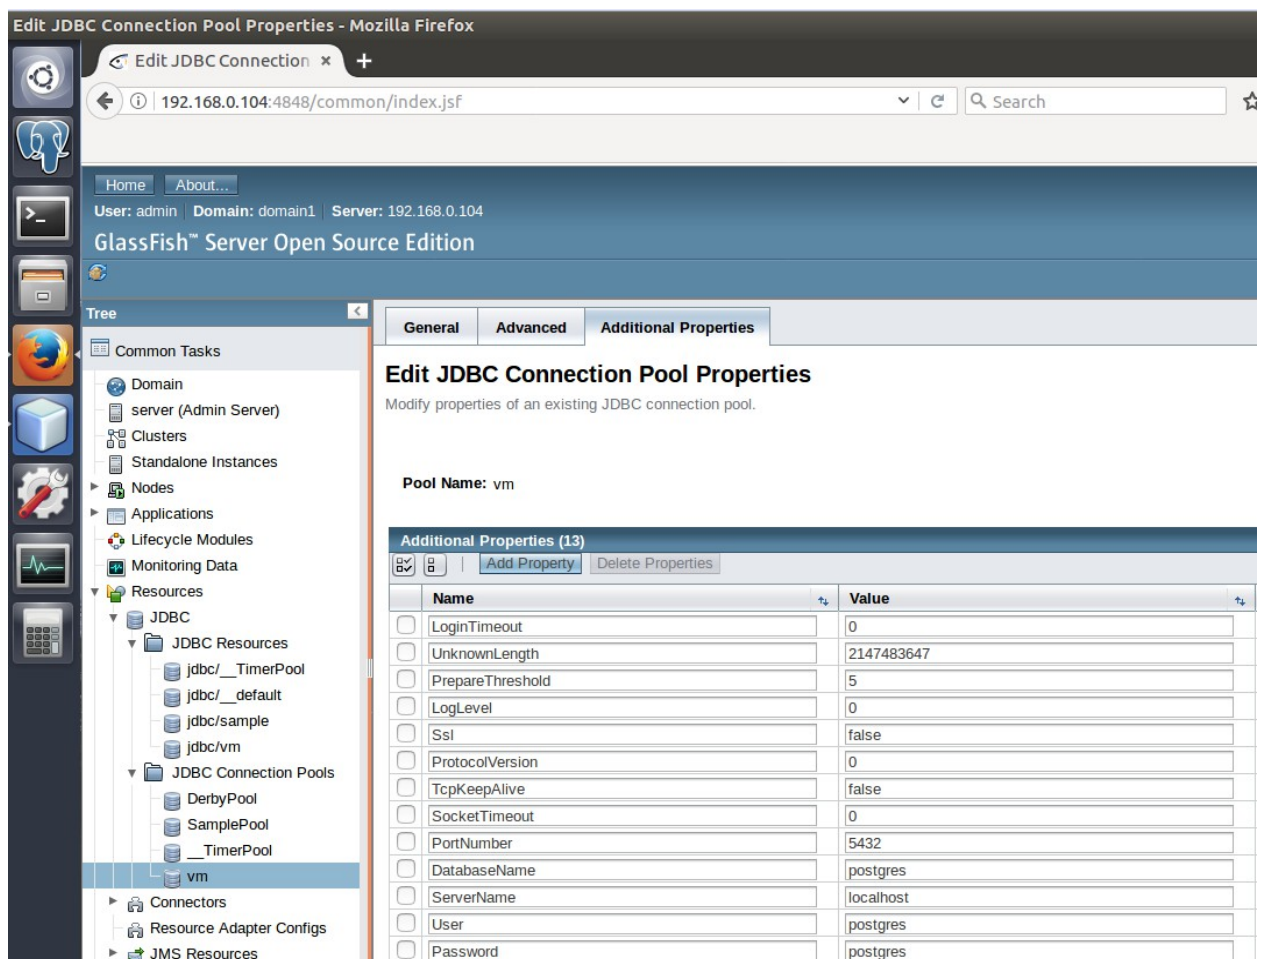 Edit JDBC Connection Pool Properties - Mozilla Firefox
Edit JDBC Connection × +
192.168.0.104:4848/common/index.jsf
Search
Home About...
User: admin Domain: domain1 Server: 192.168.0.104
GlassFish™ Server Open Source Edition
Tree
Common Tasks
Domain
server (Admin Server)
Clusters
Standalone Instances
Nodes
Applications
Lifecycle Modules
Monitoring Data
Resources
JDBC
JDBC Resources
jdbc/__TimerPool
jdbc/__default
jdbc/sample
jdbc/vm
JDBC Connection Pools
DerbyPool
SamplePool
__TimerPool
vm
Connectors
Resource Adapter Configs
JMS Resources
General Advanced Additional Properties
Edit JDBC Connection Pool Properties
Modify properties of an existing JDBC connection pool.
Pool Name: vm
Additional Properties (13)
Add Property Delete Properties
Name Value
LoginTimeout 0
UnknownLength 2147483647
PrepareThreshold 5
LogLevel 0
Ssl false
ProtocolVersion 0
TcpKeepAlive false
SocketTimeout 0
PortNumber 5432
DatabaseName postgres
ServerName localhost
User postgres
Password postgres